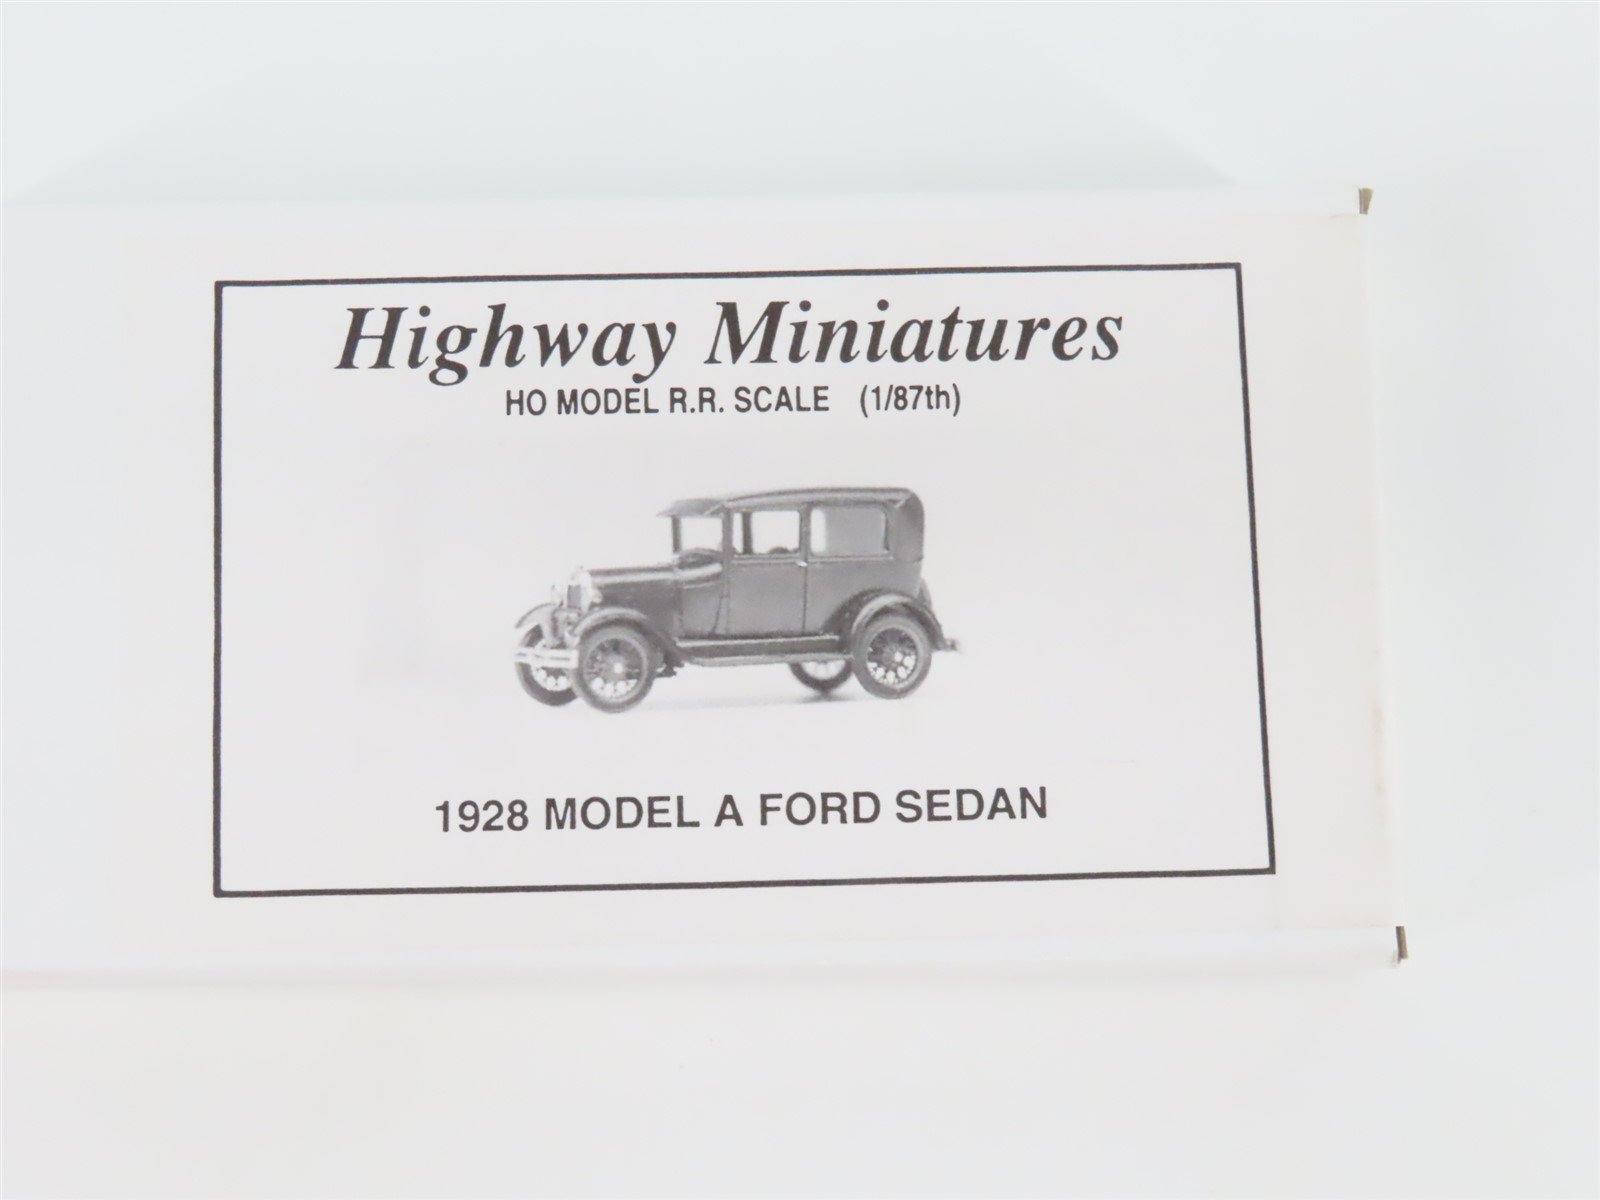 Highway Miniatures
HO MODEL R.R. SCALE (1/87th)
1928 MODEL A FORD SEDAN